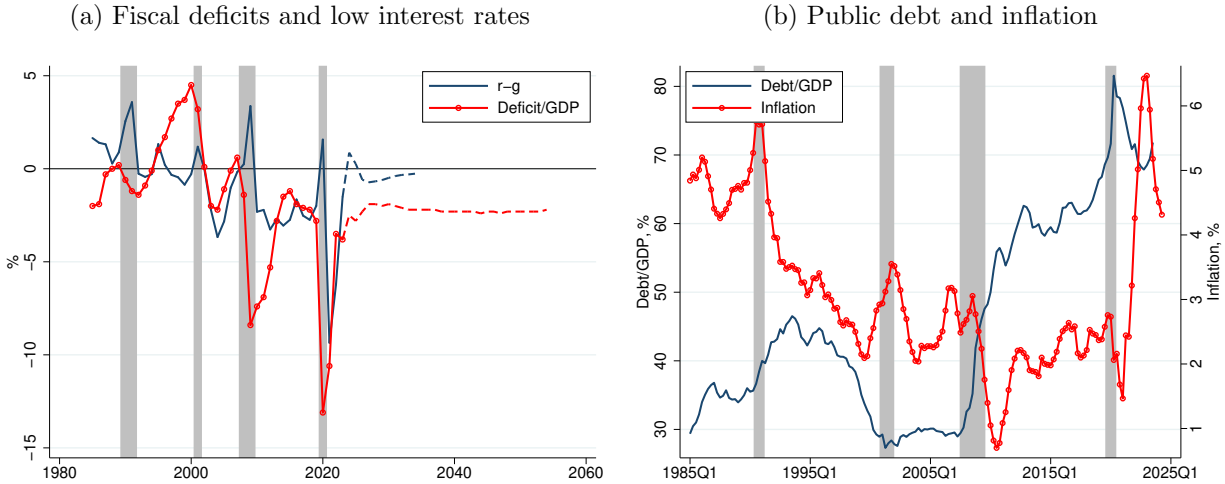 (a) Fiscal deficits and low interest rates
5
0
−5
−10
−15
%
1980
2000
2020
2040
2060
r−g
Deficit/GDP
(b) Public debt and inflation
80
70
60
50
40
30
Debt/GDP, %
6
5
4
3
2
1
Inflation, %
1985Q1
1995Q1
2005Q1
2015Q1
2025Q1
Debt/GDP
Inflation